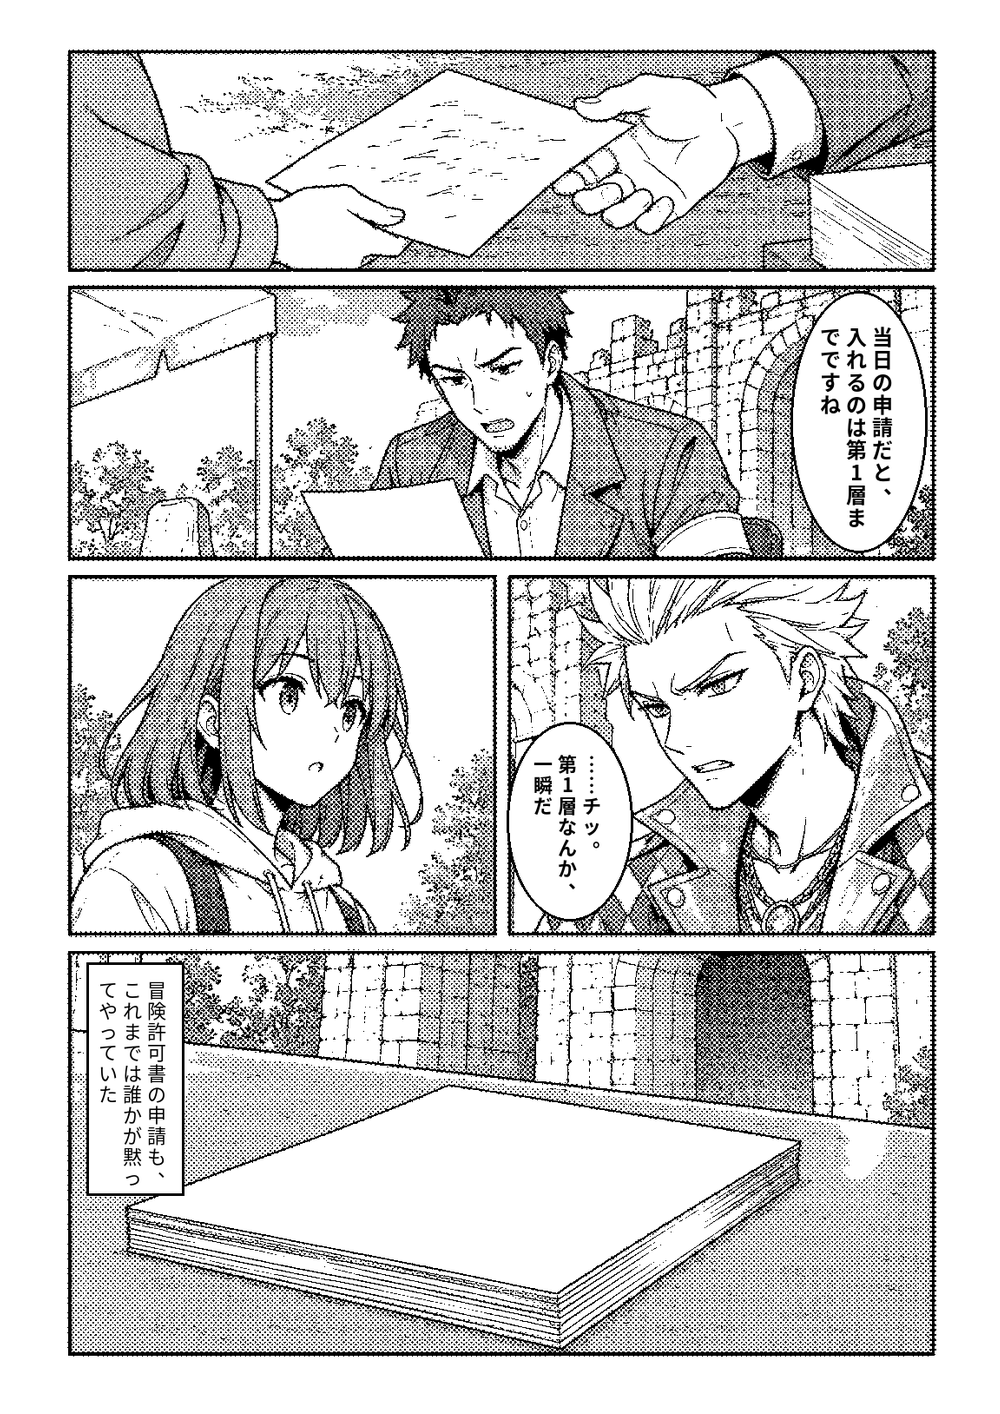 当日の申請だと、
入れるのは第1層ま
でですね
……チッ。
第1層なんか、
一瞬だ
冒険許可書の申請も、
これまでは誰かが黙っ
てやっていた